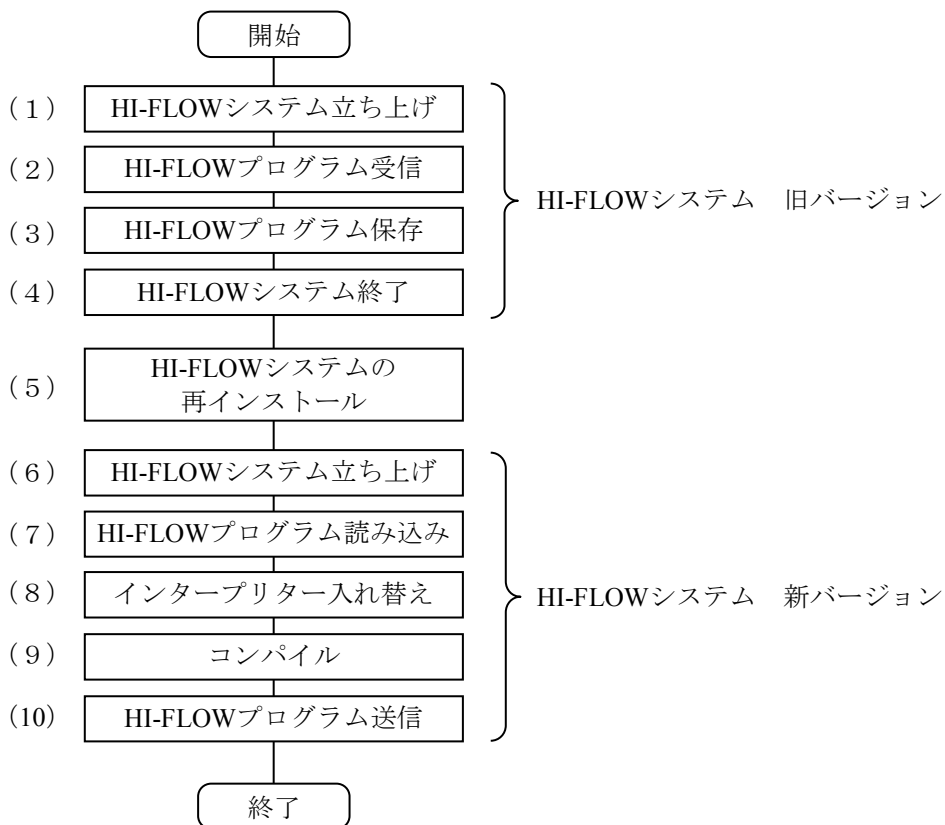 開始
(1) HI-FLOWシステム立ち上げ
(2) HI-FLOWプログラム受信
(3) HI-FLOWプログラム保存
(4) HI-FLOWシステム終了
HI-FLOWシステム　旧バージョン
(5) HI-FLOWシステムの
再インストール
(6) HI-FLOWシステム立ち上げ
(7) HI-FLOWプログラム読み込み
(8) インタープリター入れ替え
(9) コンパイル
(10) HI-FLOWプログラム送信
HI-FLOWシステム　新バージョン
終了